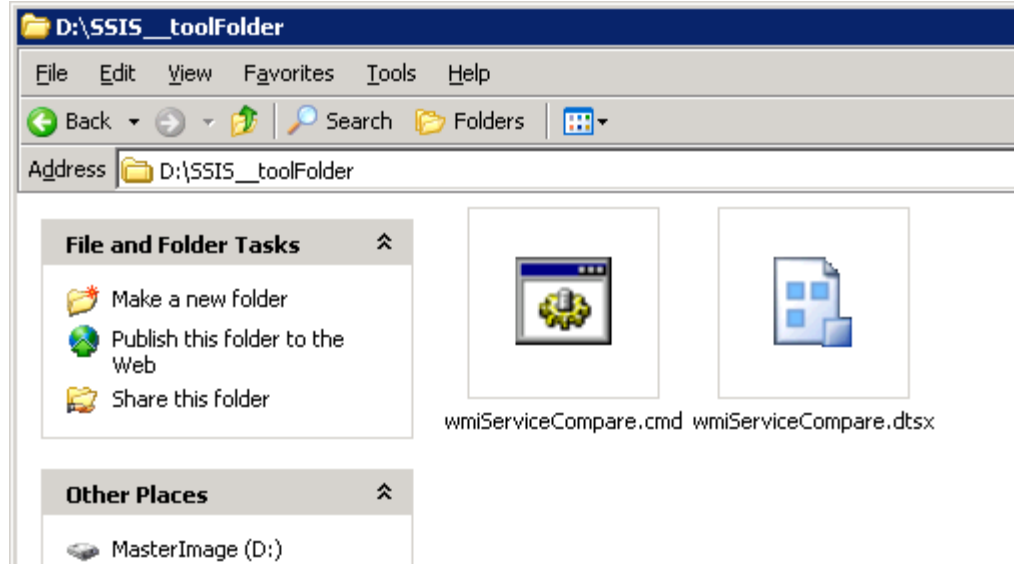 D:\SSIS__toolFolder
File Edit View Favorites Tools Help
Back Search Folders
Address D:\SSIS__toolFolder
File and Folder Tasks
Make a new folder
Publish this folder to the
Web
Share this folder
wmiServiceCompare.cmd wmiServiceCompare.dtsx
Other Places
MasterImage (D:)